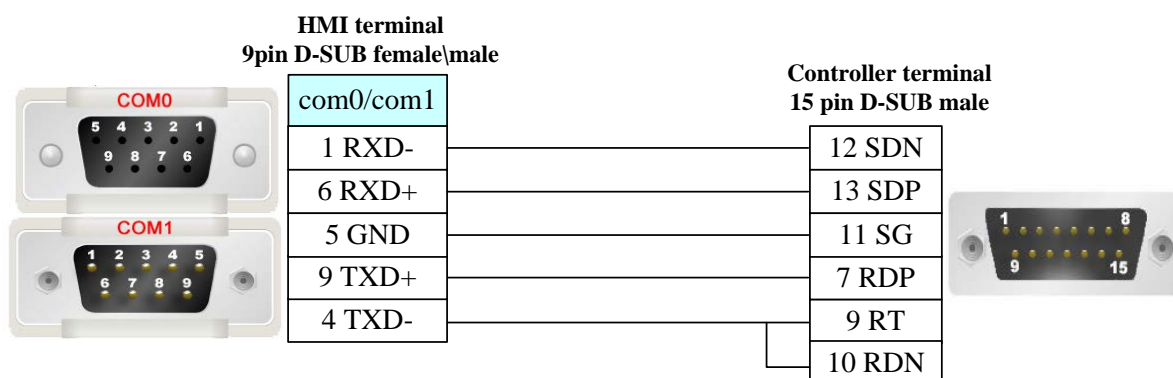 HMI terminal
9pin D-SUB female\male
Controller terminal
15 pin D-SUB male
COM0
5 4 3 2 1
9 8 7 6
COM1
1 2 3 4 5
6 7 8 9
com0/com1
1 RXD-
6 RXD+
5 GND
9 TXD+
4 TXD-
12 SDN
13 SDP
11 SG
7 RDP
9 RT
10 RDN
1 8
9 15